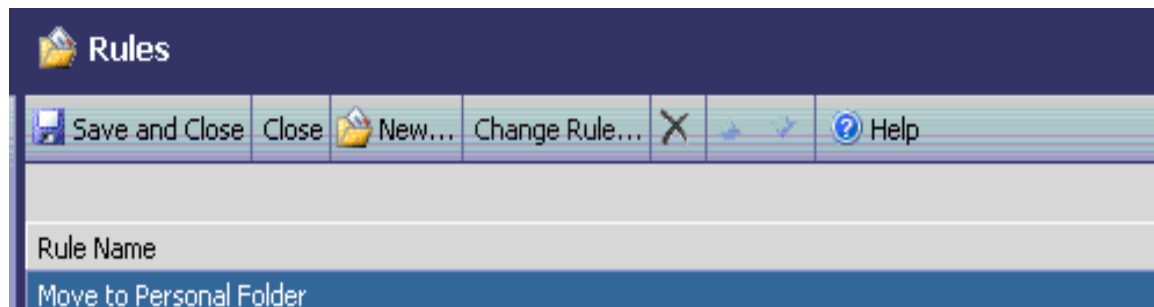 Rules
Save and Close Close New... Change Rule... Help
Rule Name
Move to Personal Folder